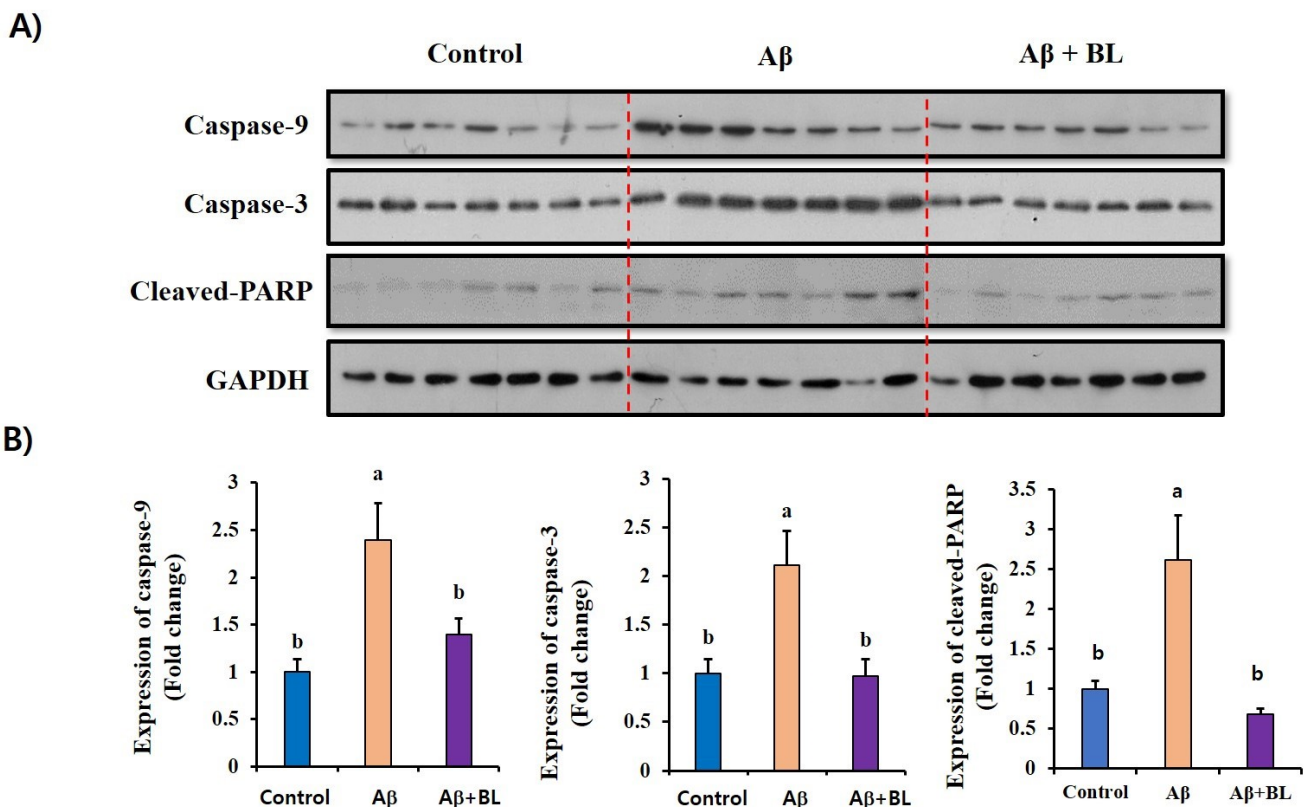 A)
Control Aβ Aβ + BL
Caspase-9
Caspase-3
Cleaved-PARP
GAPDH
B)
Expression of caspase-9
(Fold change)
3
2.5
2
1.5
1
0.5
0
b
a
b
Control Aβ Aβ+BL
Expression of caspase-3
(Fold change)
3
2.5
2
1.5
1
0.5
0
b
a
b
Control Aβ Aβ+BL
Expression of cleaved-PARP
(Fold change)
3.5
3
2.5
2
1.5
1
0.5
0
b
a
b
Control Aβ Aβ+BL